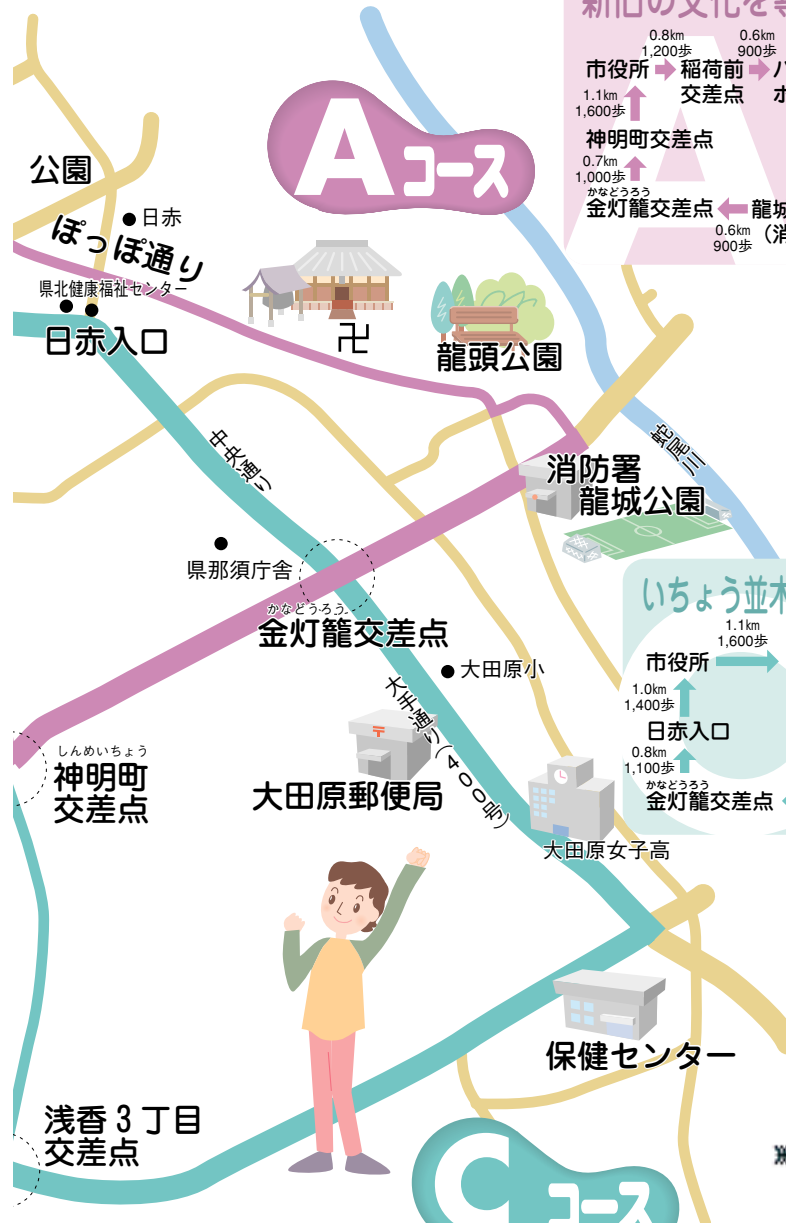 新旧の文化を
0.8km
1,200歩
0.6km
900歩
市役所
稲荷前
交差点
1.1km
1,600歩
神明町交差点
0.7km
1,000歩
かなどうろう
金灯籠交差点
龍城
0.6km
900歩
(消
A
Aコース
公園
日赤
ぽっぽ通り
県北健康福祉センター
日赤入口
卍
龍頭公園
中央通り
蛇尾川
消防署
龍城公園
県那須庁舎
かなどうろう
金灯籠交差点
大田原小
大手通り(400号)
しんめいちょう
神明町
交差点
〒
大田原郵便局
大田原女子高
いちょう並木
1.1km
1,600歩
市役所
1.0km
1,400歩
日赤入口
0.8km
1,100歩
かなどうろう
金灯籠交差点
保健センター
浅香3丁目
交差点
Cコース
※